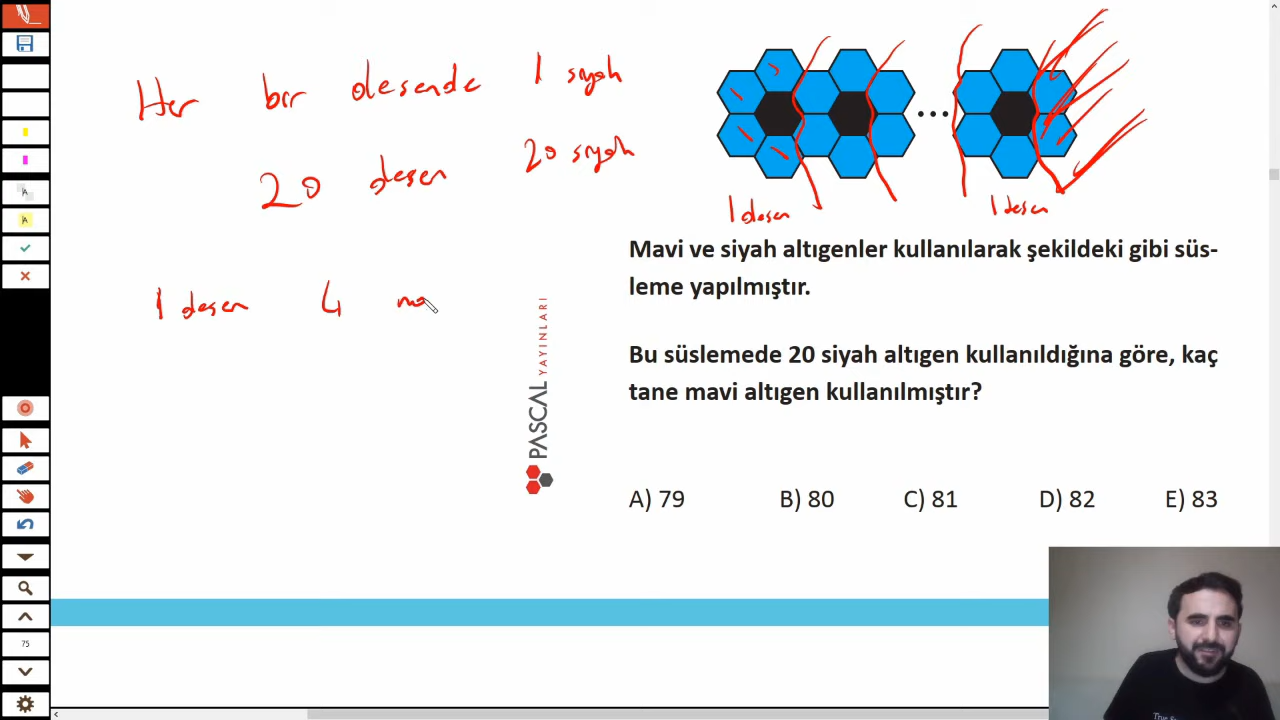 Her bir desende 1 siyah
20 desen 20 siyah
1 desen 4 ma
1 desen
1 desen
Mavi ve siyah altıgenler kullanılarak şekildeki gibi süs-
leme yapılmıştır.
Bu süslemede 20 siyah altıgen kullanıldığına göre, kaç
tane mavi altıgen kullanılmıştır?
A) 79 B) 80 C) 81 D) 82 E) 83
PASCAL YAYINLARI
75